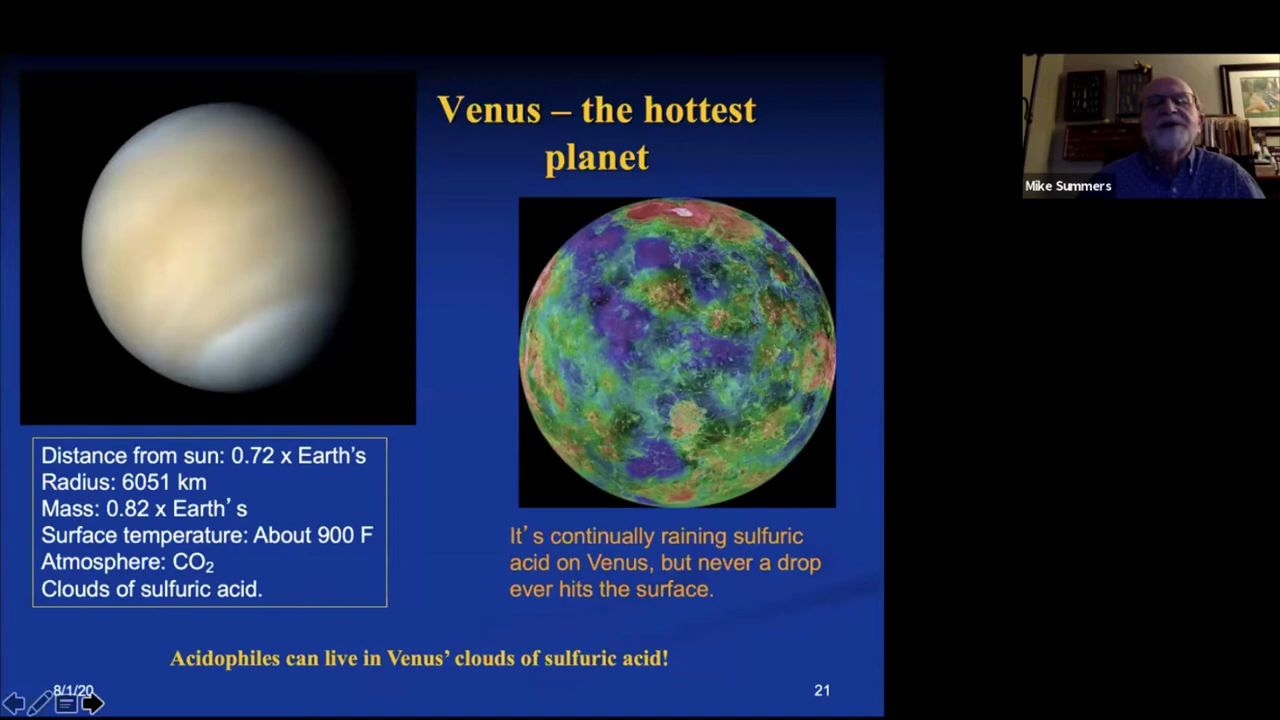 Venus – the hottest
planet
Mike Summers
Distance from sun: 0.72 x Earth's
Radius: 6051 km
Mass: 0.82 x Earth's
Surface temperature: About 900 F
Atmosphere: CO₂
Clouds of sulfuric acid.
It's continually raining sulfuric
acid on Venus, but never a drop
ever hits the surface.
Acidophiles can live in Venus' clouds of sulfuric acid!
8/1/20
21